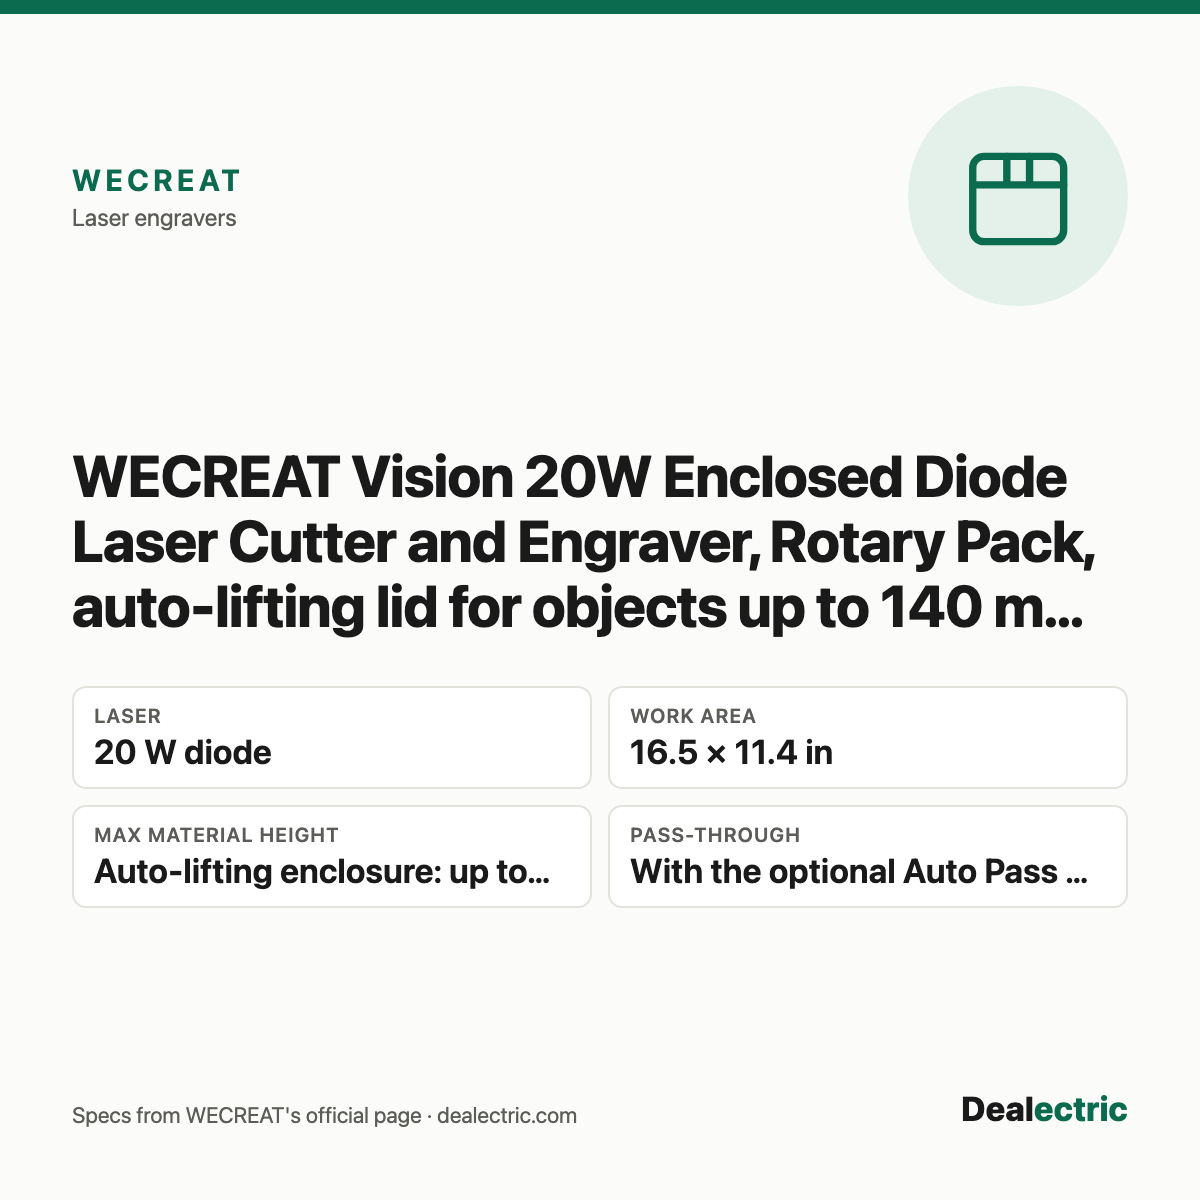 WECREAT
Laser engravers
WECREAT Vision 20W Enclosed Diode
Laser Cutter and Engraver, Rotary Pack,
auto-lifting lid for objects up to 140 m...
LASER
20 W diode
WORK AREA
16.5 × 11.4 in
MAX MATERIAL HEIGHT
Auto-lifting enclosure: up to...
PASS-THROUGH
With the optional Auto Pass ...
Specs from WECREAT's official page · dealectric.com
Dealectric